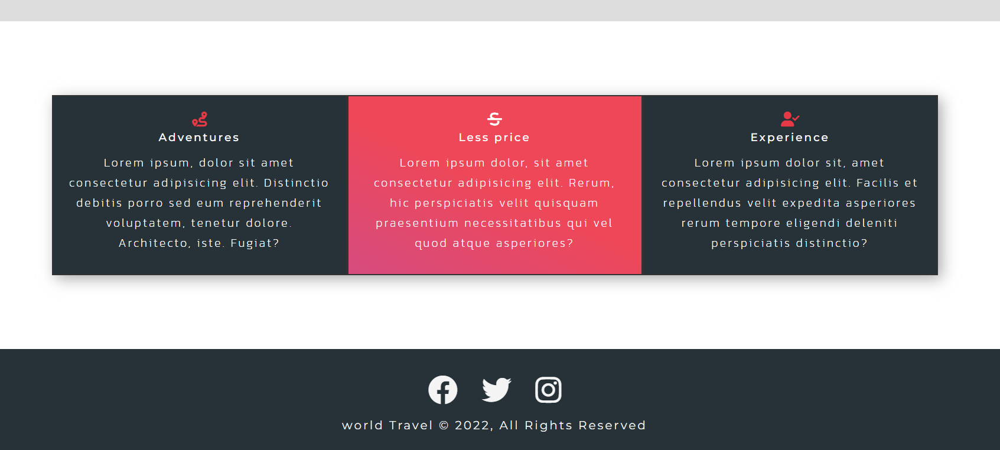 Adventures
Lorem ipsum, dolor sit amet
consectetur adipisicing elit. Distinctio
debitis porro sed eum reprehenderit
voluptatem, tenetur dolore.
Architecto, iste. Fugiat?
Less price
Lorem ipsum dolor, sit amet
consectetur adipisicing elit. Rerum,
hic perspiciatis velit quisquam
praesentium necessitatibus qui vel
quod atque asperiores?
Experience
Lorem ipsum dolor sit, amet
consectetur adipisicing elit. Facilis et
repellendus velit expedita asperiores
rerum tempore eligendi deleniti
perspiciatis distinctio?
world Travel © 2022, All Rights Reserved